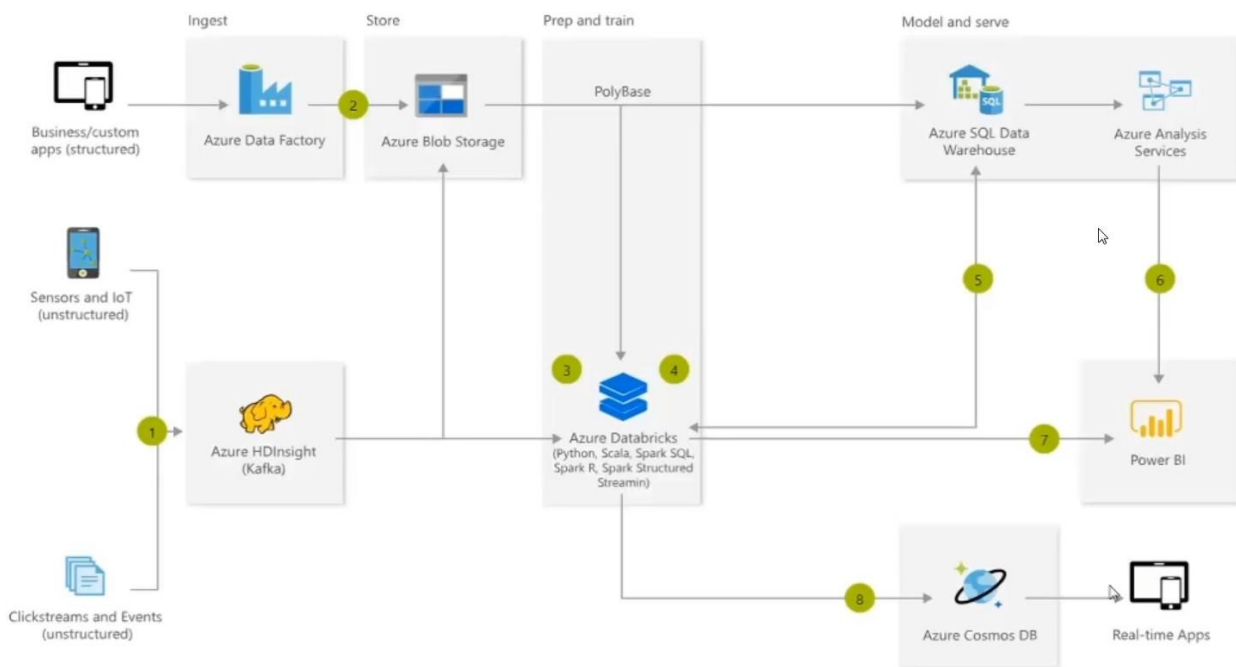 Ingest
Store
Prep and train
Model and serve
Business/custom
apps (structured)
Azure Data Factory
2
Azure Blob Storage
PolyBase
SQL
Azure SQL Data
Warehouse
Azure Analysis
Services
Sensors and IoT
(unstructured)
5
6
1
Azure HDInsight
(Kafka)
3
4
Azure Databricks
(Python, Scala, Spark SQL,
Spark R, Spark Structured
Streamin)
7
Power BI
Clickstreams and Events
(unstructured)
8
Azure Cosmos DB
Real-time Apps